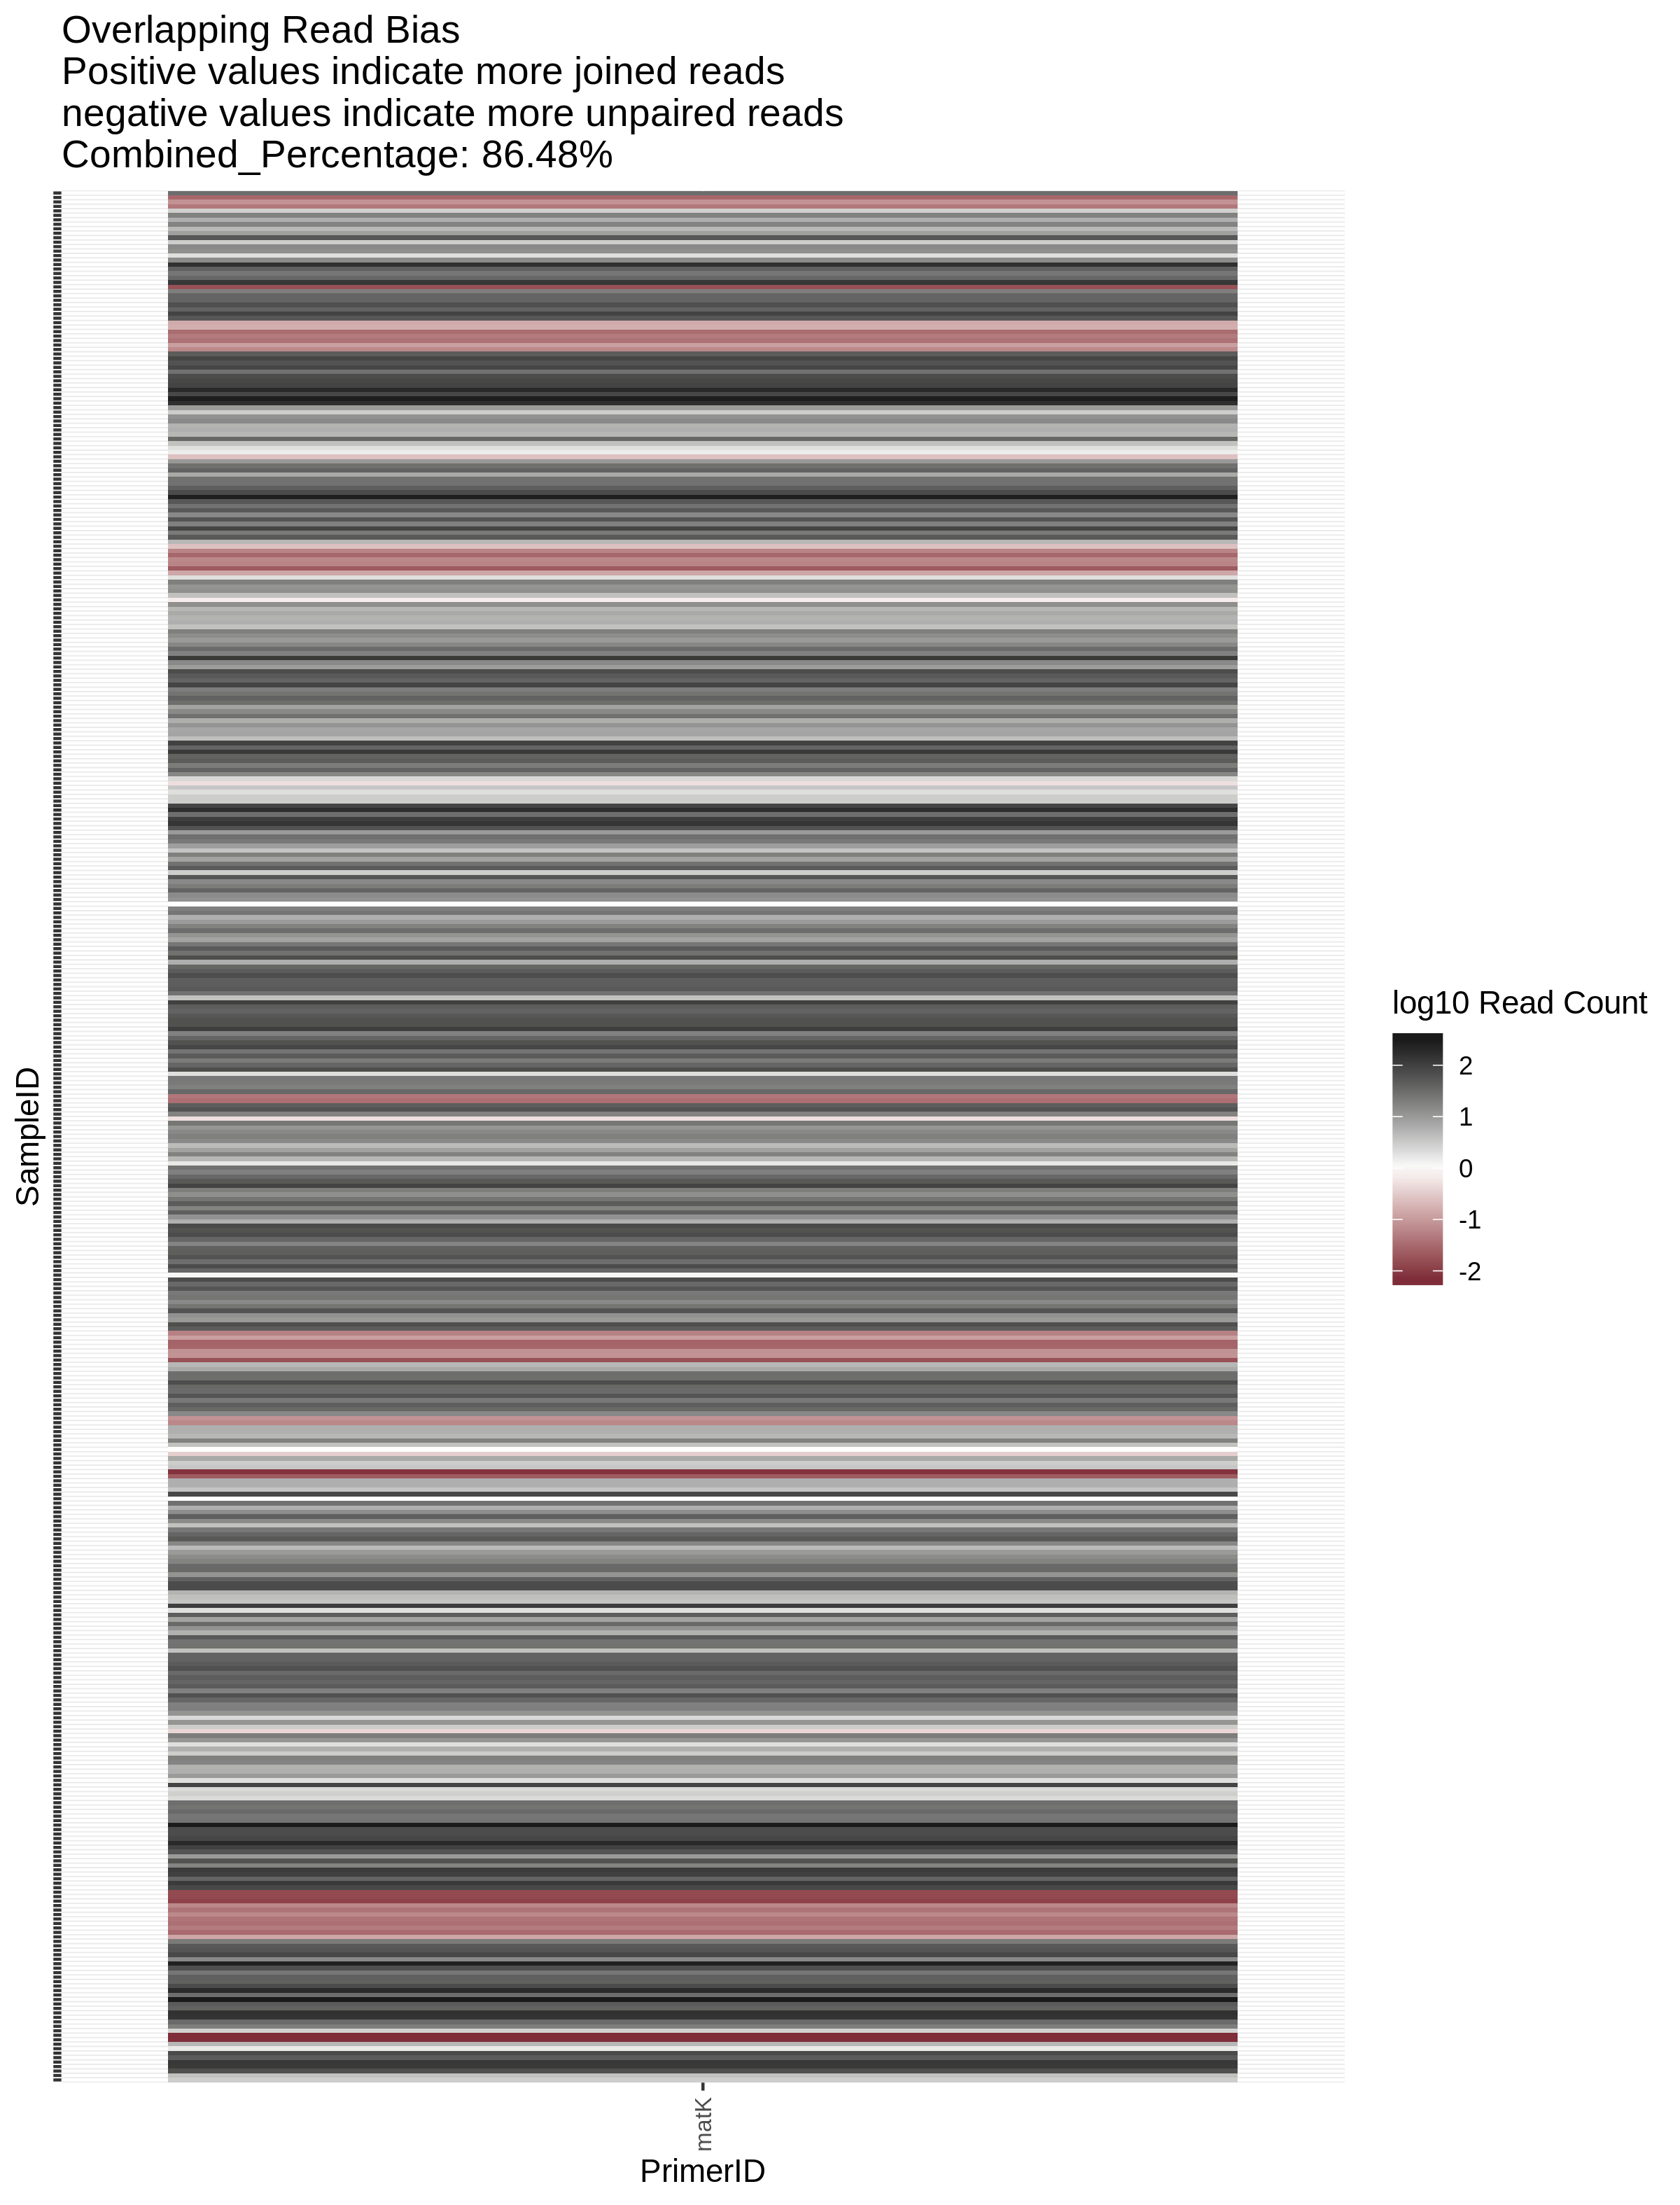 Overlapping Read Bias
Positive values indicate more joined reads
negative values indicate more unpaired reads
Combined_Percentage: 86.48%
SampleID
log10 Read Count
2
1
0
-1
-2
matK
PrimerID